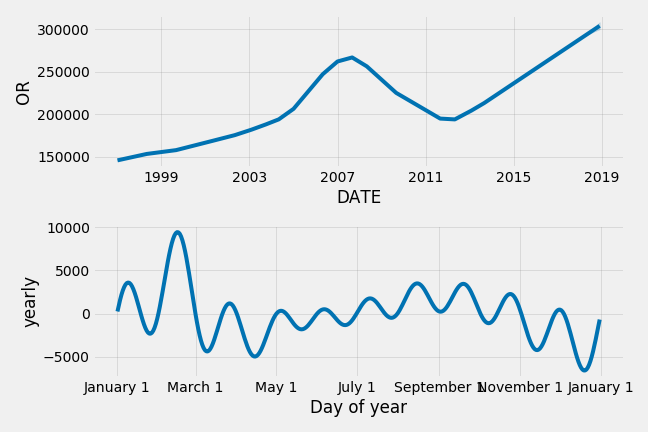 300000
250000
200000
150000
OR
1999 2003 2007 2011 2015 2019
DATE
10000
5000
0
−5000
yearly
January 1 March 1 May 1 July 1 September 1 November 1 January 1
Day of year